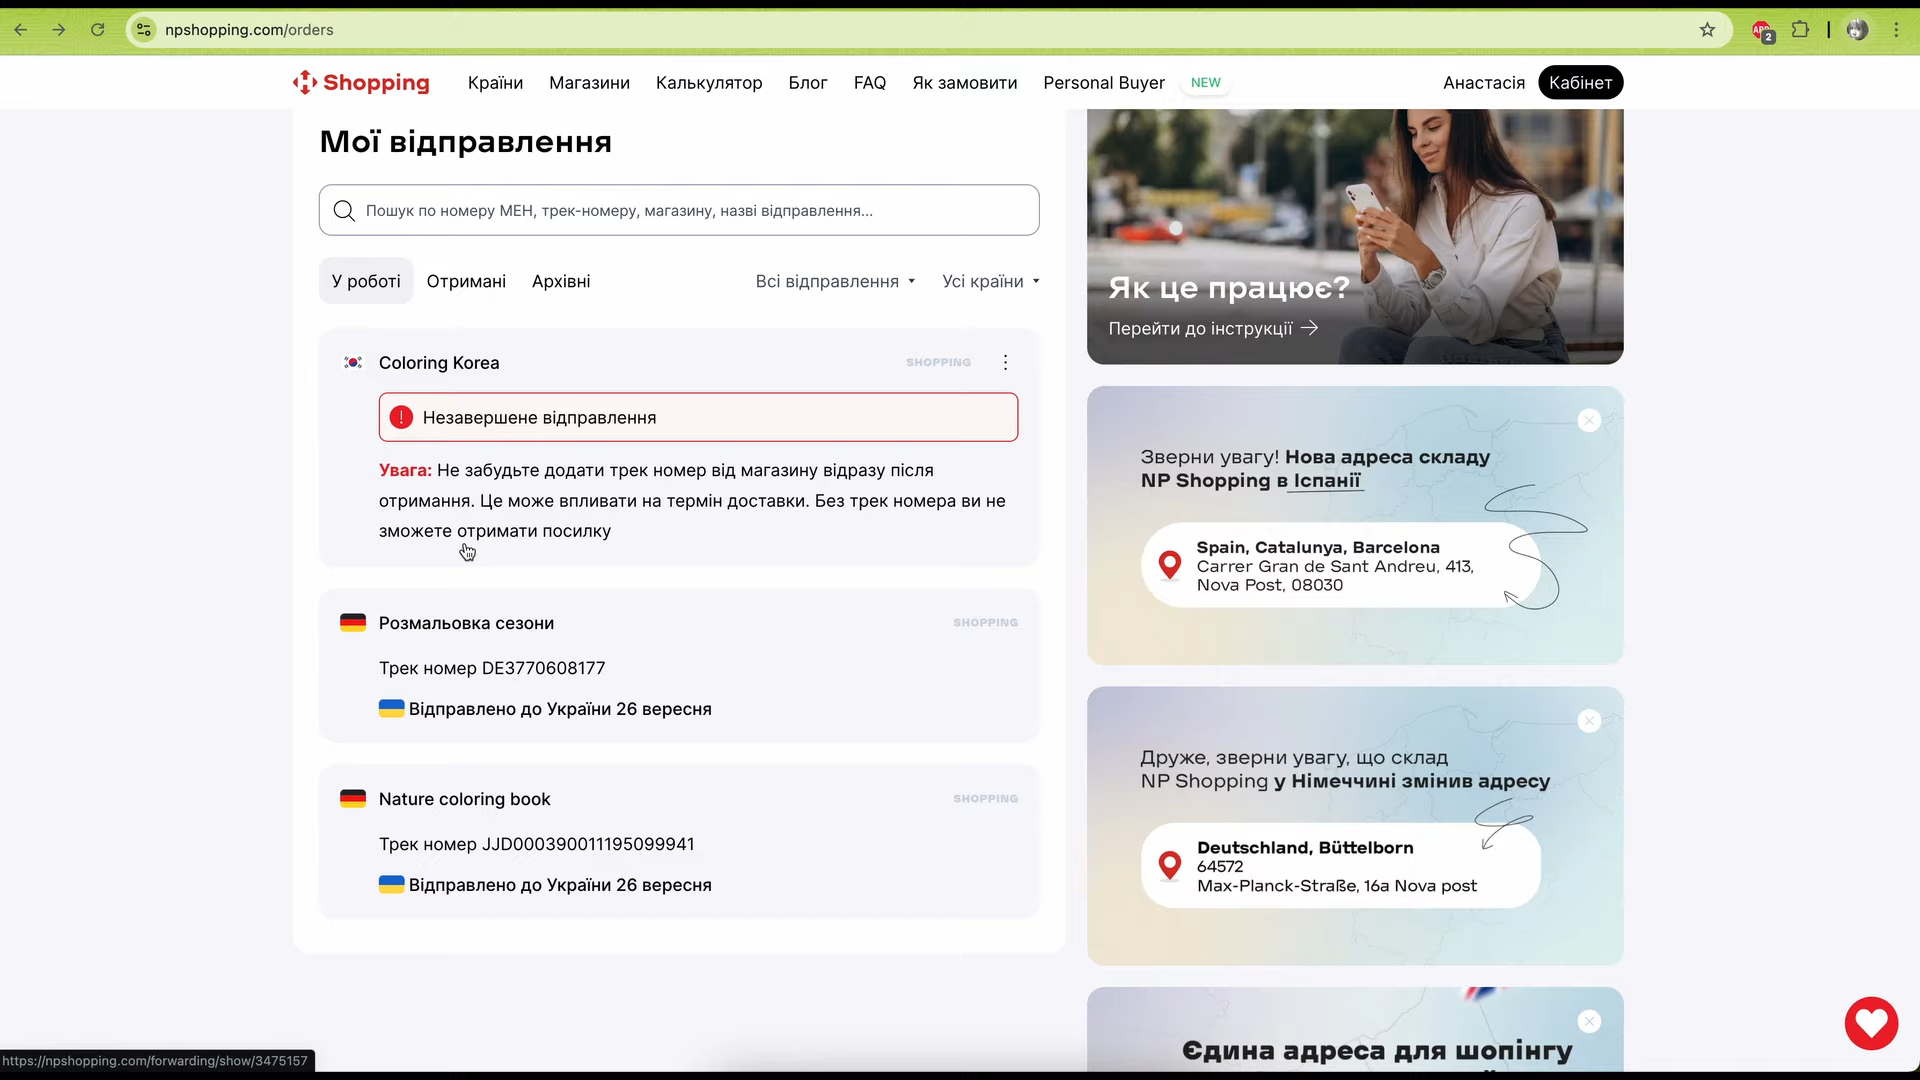 npshopping.com/orders
2
Shopping
Країни
Магазини
Калькулятор
Блог
FAQ
Як замовити
Personal Buyer
NEW
Анастасія
Кабінет
Мої відправлення
Пошук по номеру МЕН, трек-номеру, магазину, назві відправлення...
У роботі
Отримані
Архівні
Всі відправлення
Усі країни
Coloring Korea
SHOPPING
Незавершене відправлення
Увага: Не забудьте додати трек номер від магазину відразу після
отримання. Це може впливати на термін доставки. Без трек номера ви не
зможете отримати посилку
Розмальовка сезони
SHOPPING
Трек номер DE3770608177
Відправлено до України 26 вересня
Nature coloring book
SHOPPING
Трек номер JJD000390011195099941
Відправлено до України 26 вересня
Як це працює?
Перейти до інструкції
Зверни увагу! Нова адреса складу
NP Shopping в Іспанії
Spain, Catalunya, Barcelona
Carrer Gran de Sant Andreu, 413,
Nova Post, 08030
Друже, зверни увагу, що склад
NP Shopping у Німеччині змінив адресу
Deutschland, Büttelborn
64572
Max-Planck-Straße, 16a Nova post
Єдина адреса для шопінгу
https://npshopping.com/forwarding/show/3475157